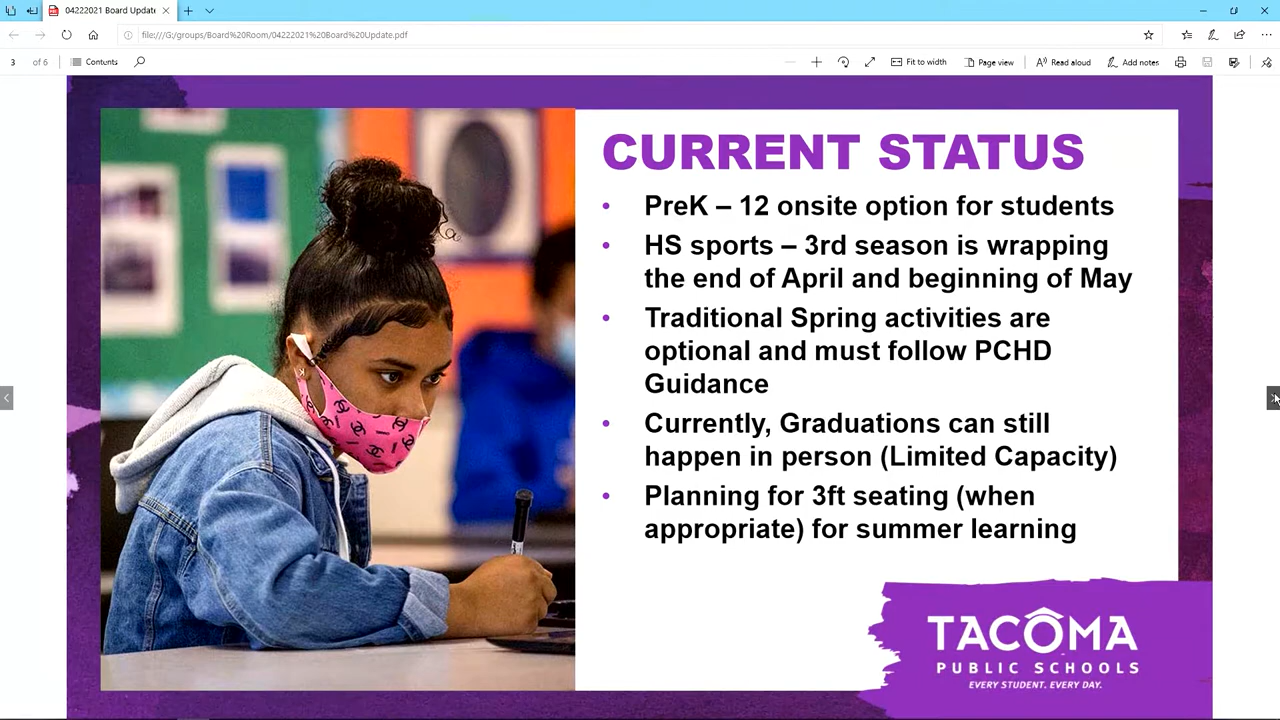 04222021 Board Update
file:///G:/groups/Board%20Room/04222021%20Board%20Update.pdf
3 of 6 Contents Fit to width Page view Read aloud Add notes
CURRENT STATUS
• PreK – 12 onsite option for students
• HS sports – 3rd season is wrapping
the end of April and beginning of May
• Traditional Spring activities are
optional and must follow PCHD
Guidance
• Currently, Graduations can still
happen in person (Limited Capacity)
• Planning for 3ft seating (when
appropriate) for summer learning
TACOMA
PUBLIC SCHOOLS
EVERY STUDENT. EVERY DAY.